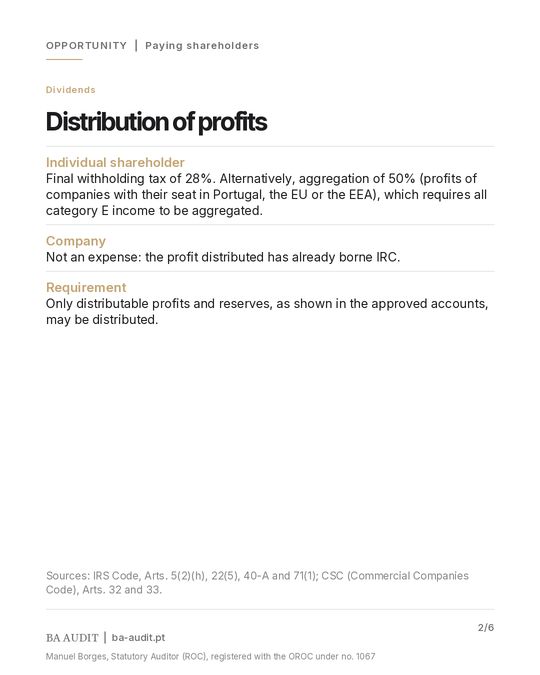 OPPORTUNITY | Paying shareholders
Dividends
Distribution of profits
Individual shareholder
Final withholding tax of 28%. Alternatively, aggregation of 50% (profits of
companies with their seat in Portugal, the EU or the EEA), which requires all
category E income to be aggregated.
Company
Not an expense: the profit distributed has already borne IRC.
Requirement
Only distributable profits and reserves, as shown in the approved accounts,
may be distributed.
Sources: IRS Code, Arts. 5(2)(h), 22(5), 40-A and 71(1); CSC (Commercial Companies
Code), Arts. 32 and 33.
2/6
BA AUDIT | ba-audit.pt
Manuel Borges, Statutory Auditor (ROC), registered with the OROC under no. 1067